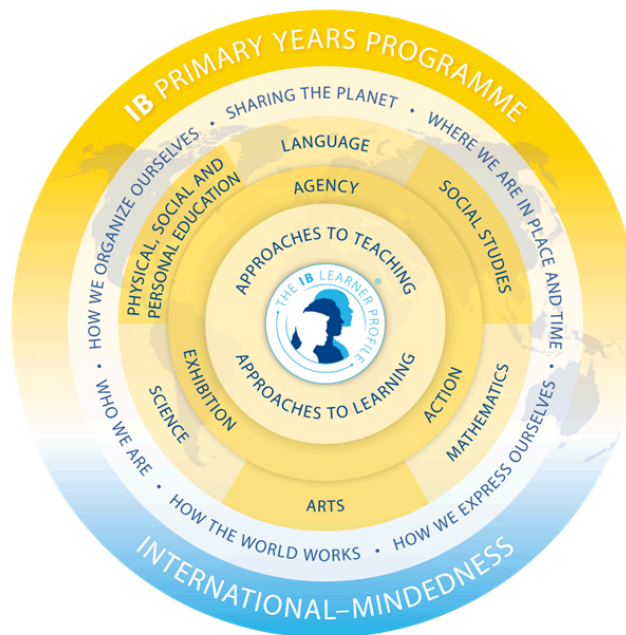 IB PRIMARY YEARS PROGRAMME
SHARING THE PLANET
•
WHERE WE ARE IN PLACE AND TIME
•
HOW WE EXPRESS OURSELVES
•
HOW THE WORLD WORKS
•
WHO WE ARE
•
HOW WE ORGANIZE OURSELVES
•
LANGUAGE
SOCIAL STUDIES
MATHEMATICS
ARTS
SCIENCE
PHYSICAL, SOCIAL AND
PERSONAL EDUCATION
AGENCY
ACTION
EXHIBITION
APPROACHES TO TEACHING
APPROACHES TO LEARNING
THE IB LEARNER PROFILE
®
INTERNATIONAL–MINDEDNESS